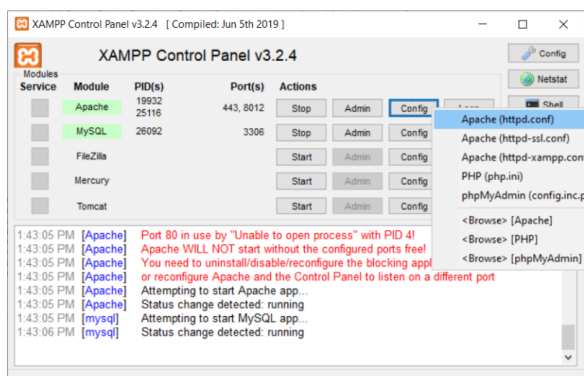 XAMPP Control Panel v3.2.4 [ Compiled: Jun 5th 2019 ]
XAMPP Control Panel v3.2.4
Config
Netstat
Shell
Modules
Service Module PID(s) Port(s) Actions
Apache 19932 25116 443, 8012 Stop Admin Config
MySQL 26092 3306 Stop Admin Config
FileZilla Start Admin Config
Mercury Start Admin Config
Tomcat Start Admin Config
Apache (httpd.conf)
Apache (httpd-ssl.conf)
Apache (httpd-xampp.con
PHP (php.ini)
phpMyAdmin (config.inc.p
<Browse> [Apache]
<Browse> [PHP]
<Browse> [phpMyAdmin]
1:43:05 PM [Apache] Port 80 in use by "Unable to open process" with PID 4!
1:43:05 PM [Apache] Apache WILL NOT start without the configured ports free!
1:43:05 PM [Apache] You need to uninstall/disable/reconfigure the blocking appl
1:43:05 PM [Apache] or reconfigure Apache and the Control Panel to listen on a different port
1:43:05 PM [Apache] Attempting to start Apache app...
1:43:05 PM [Apache] Status change detected: running
1:43:05 PM [mysql] Attempting to start MySQL app...
1:43:06 PM [mysql] Status change detected: running